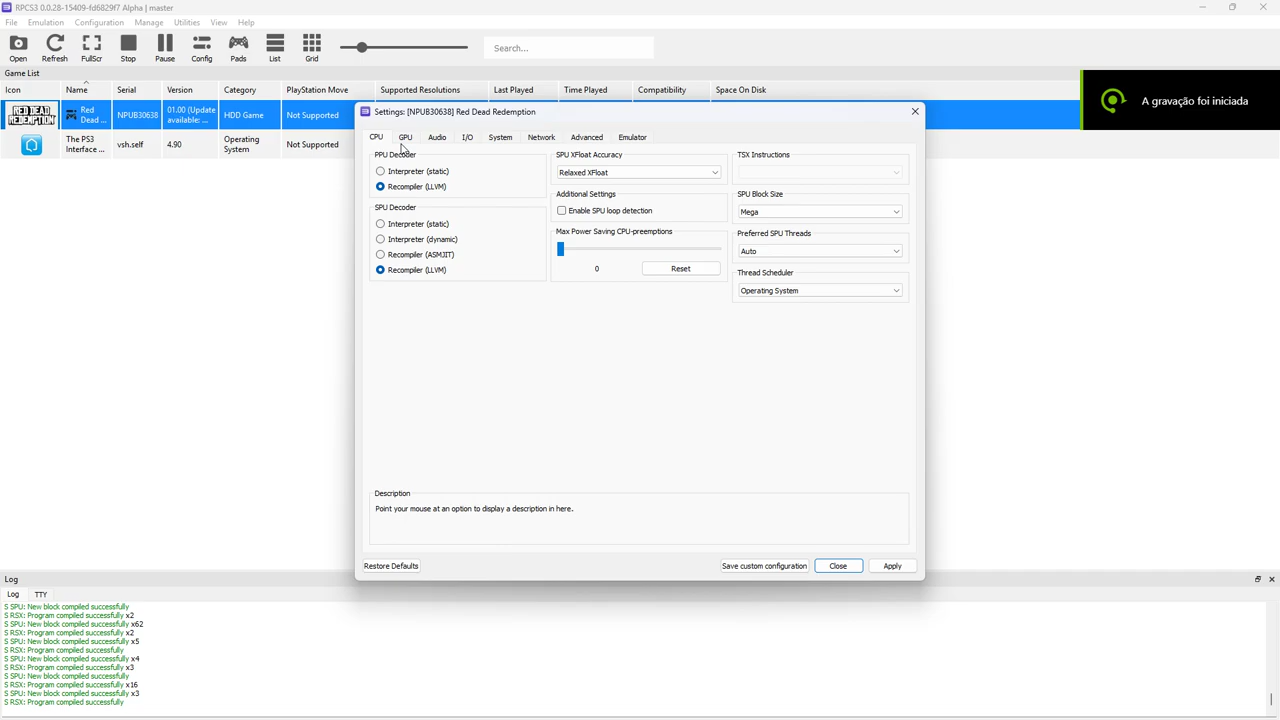 RPCS3 0.0.28-15409-fd6829f7 Alpha | master
File Emulation Configuration Manage Utilities View Help
Open Refresh FullScr Stop Pause Config Pads List Grid
Search...
Game List
Icon Name Serial Version Category PlayStation Move Supported Resolutions Last Played Time Played Compatibility Space On Disk
RED DEAD
REDEMPTION
Red
Dead ...
NPUB30638
01.00 (Update
available: ...
HDD Game
Not Supported
The PS3
Interface ...
vsh.self
4.90
Operating
System
Not Supported
A gravação foi iniciada
Settings: [NPUB30638] Red Dead Redemption
CPU GPU Audio I/O System Network Advanced Emulator
PPU Decoder
Interpreter (static)
Recompiler (LLVM)
SPU Decoder
Interpreter (static)
Interpreter (dynamic)
Recompiler (ASMJIT)
Recompiler (LLVM)
SPU XFloat Accuracy
Relaxed XFloat
Additional Settings
Enable SPU loop detection
Max Power Saving CPU-preemptions
0
Reset
TSX Instructions
SPU Block Size
Mega
Preferred SPU Threads
Auto
Thread Scheduler
Operating System
Description
Point your mouse at an option to display a description in here.
Restore Defaults
Save custom configuration
Close
Apply
Log
Log TTY
S SPU: New block compiled successfully
S RSX: Program compiled successfully x2
S SPU: New block compiled successfully x62
S RSX: Program compiled successfully x2
S SPU: New block compiled successfully x5
S RSX: Program compiled successfully
S SPU: New block compiled successfully x4
S RSX: Program compiled successfully x3
S SPU: New block compiled successfully
S RSX: Program compiled successfully x16
S SPU: New block compiled successfully x3
S RSX: Program compiled successfully